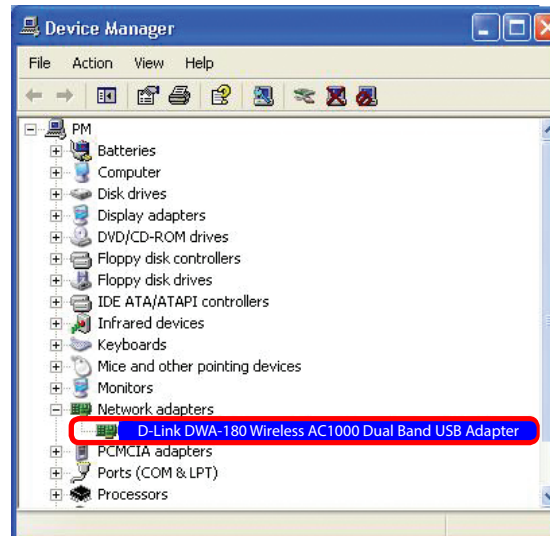 Device Manager
File Action View Help
PM
Batteries
Computer
Disk drives
Display adapters
DVD/CD-ROM drives
Floppy disk controllers
Floppy disk drives
IDE ATA/ATAPI controllers
Infrared devices
Keyboards
Mice and other pointing devices
Monitors
Network adapters
D-Link DWA-180 Wireless AC1000 Dual Band USB Adapter
PCMCIA adapters
Ports (COM & LPT)
Processors